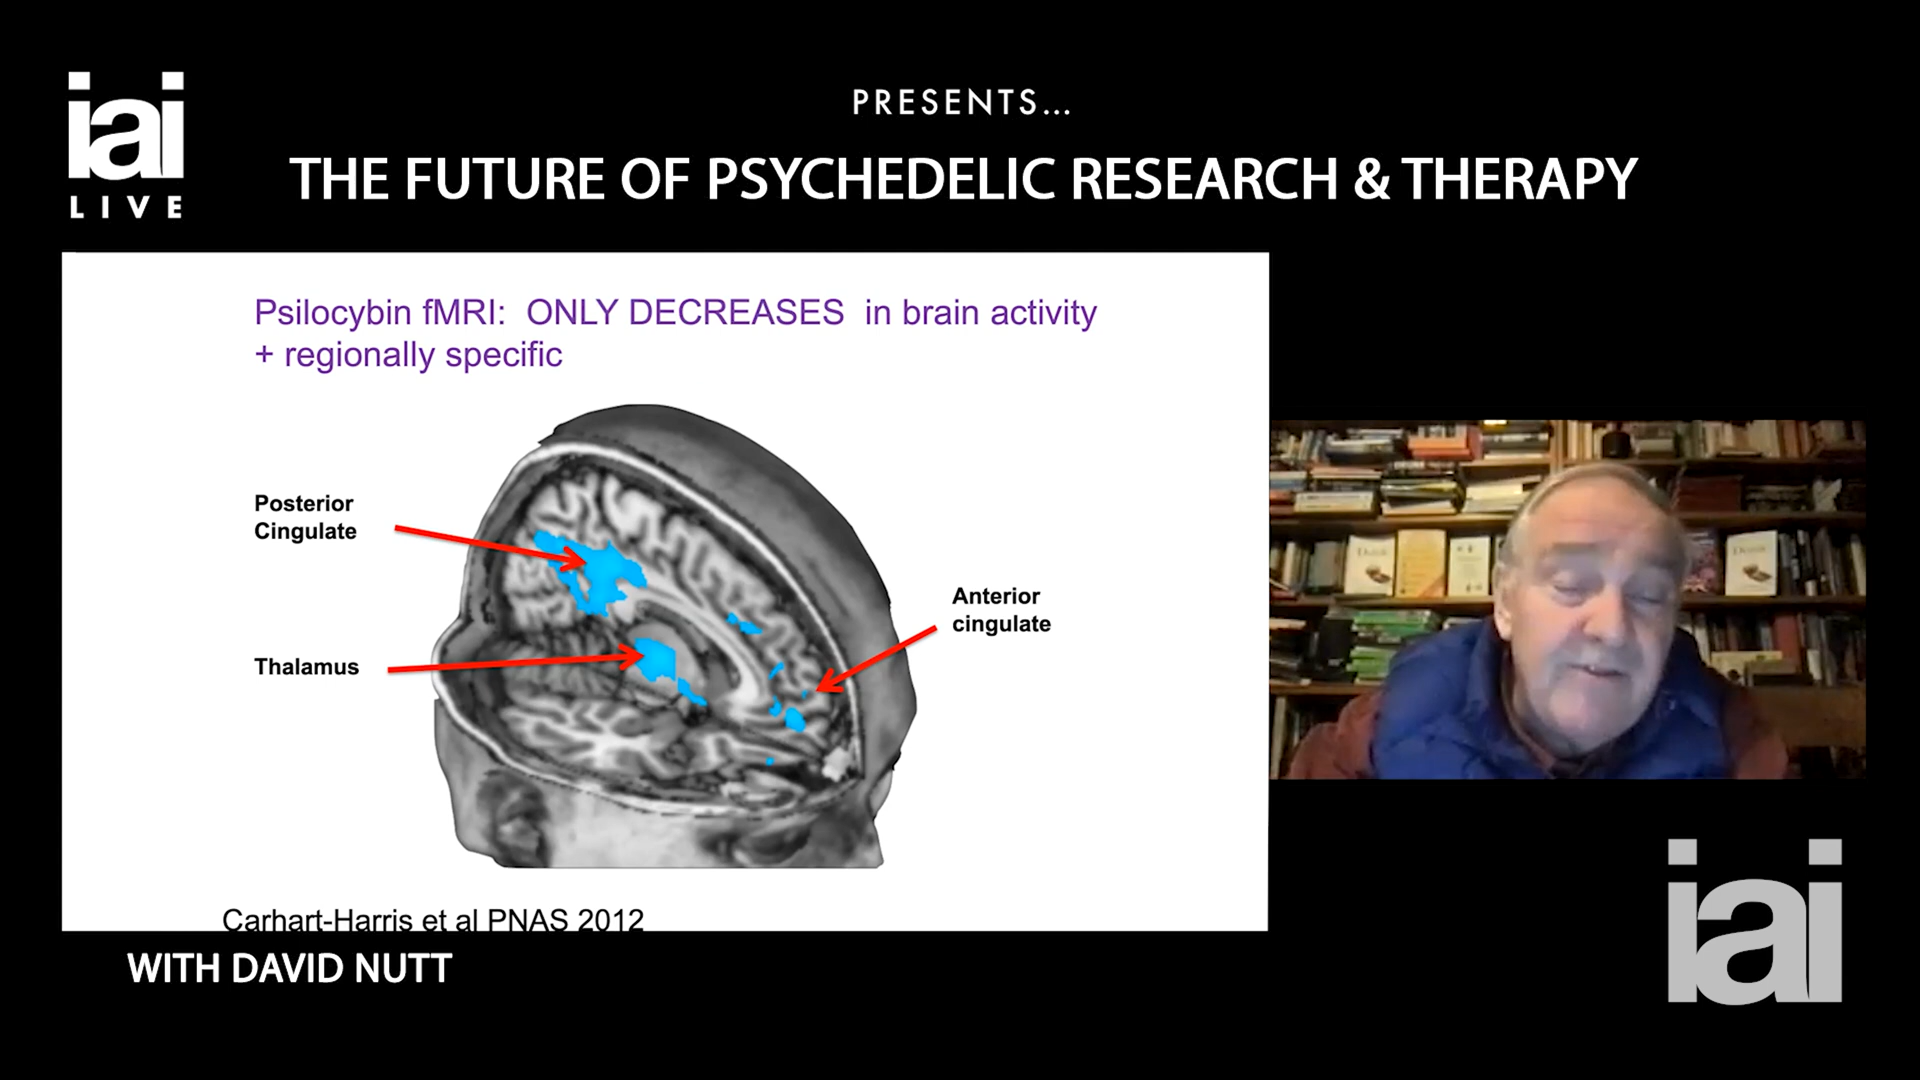 iai
LIVE
PRESENTS...
THE FUTURE OF PSYCHEDELIC RESEARCH & THERAPY
Psilocybin fMRI:  ONLY DECREASES  in brain activity
+ regionally specific
Posterior
Cingulate
Thalamus
Anterior
cingulate
Carhart-Harris et al PNAS 2012
WITH DAVID NUTT
iai